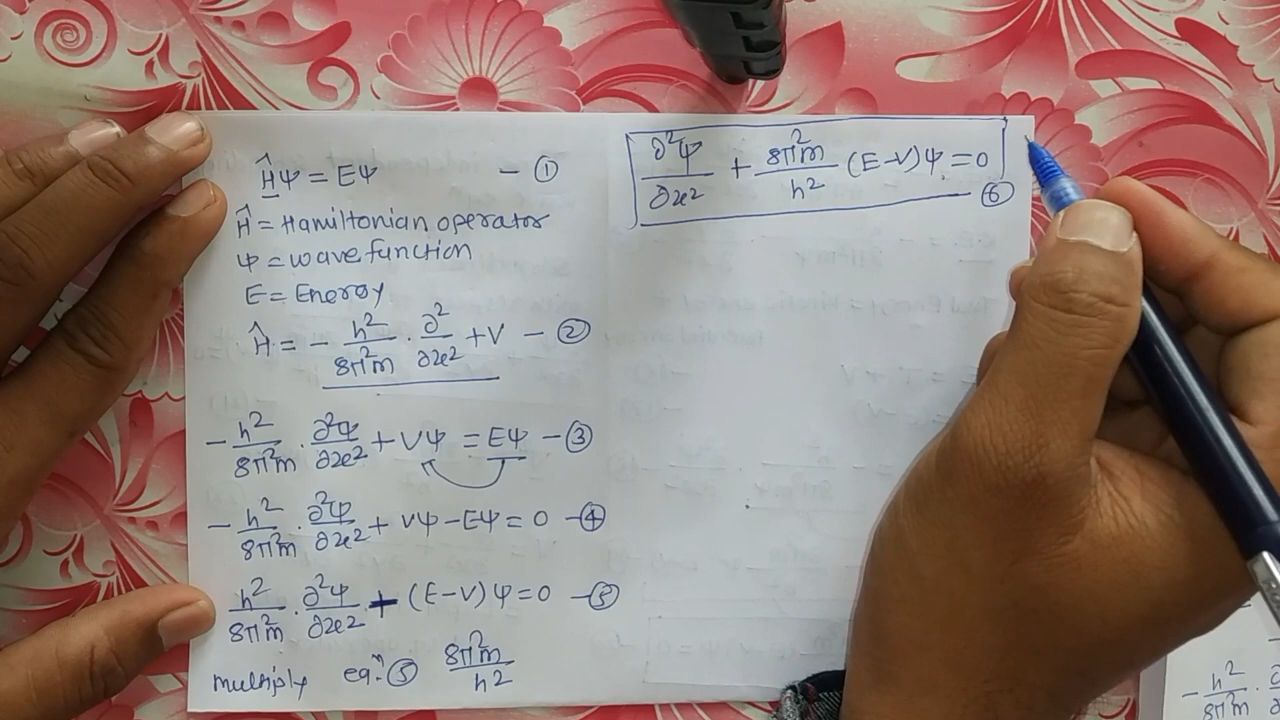 Ĥψ = Eψ - ①
Ĥ = Hamiltonian operator
ψ = wave function
E = Energy
Ĥ = - h²/8π²m . ∂²/∂x² + V - ②
- h²/8π²m . ∂²ψ/∂x² + Vψ = Eψ - ③
- h²/8π²m . ∂²ψ/∂x² + Vψ - Eψ = 0 - ④
h²/8π²m . ∂²ψ/∂x² + (E-V)ψ = 0 - ⑤
multiply eqⁿ. ⑤ 8π²m/h²
∂²ψ/∂x² + 8π²m/h² (E-V)ψ = 0
- ⑥
- h²/8π²m . ∂